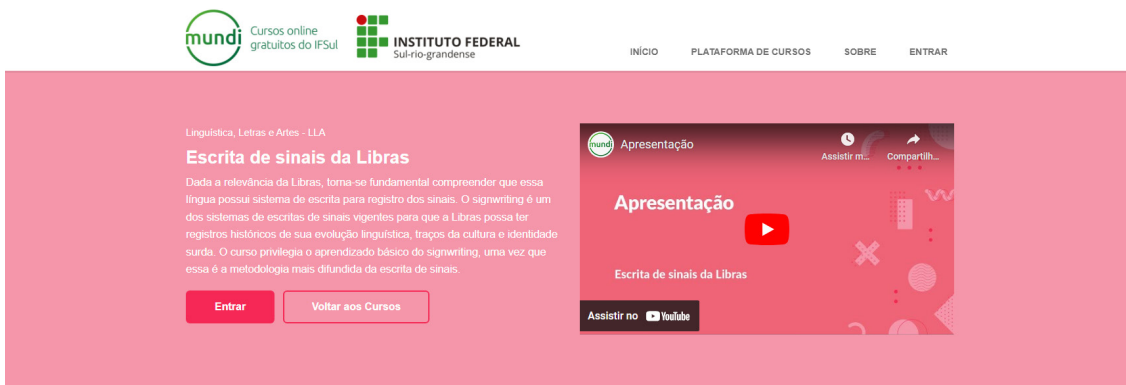 mundi
Cursos online
gratuitos do IFSul
INSTITUTO FEDERAL
Sul-rio-grandense
INÍCIO
PLATAFORMA DE CURSOS
SOBRE
ENTRAR
Linguística, Letras e Artes - LLA
Escrita de sinais da Libras
Dada a relevância da Libras, torna-se fundamental compreender que essa
língua possui sistema de escrita para registro dos sinais. O signwriting é um
dos sistemas de escritas de sinais vigentes para que a Libras possa ter
registros históricos de sua evolução linguística, traços da cultura e identidade
surda. O curso privilegia o aprendizado básico do signwriting, uma vez que
essa é a metodologia mais difundida da escrita de sinais.
Entrar
Voltar aos Cursos
mundi
Apresentação
Assistir m...
Compartilh...
Apresentação
Escrita de sinais da Libras
Assistir no YouTube